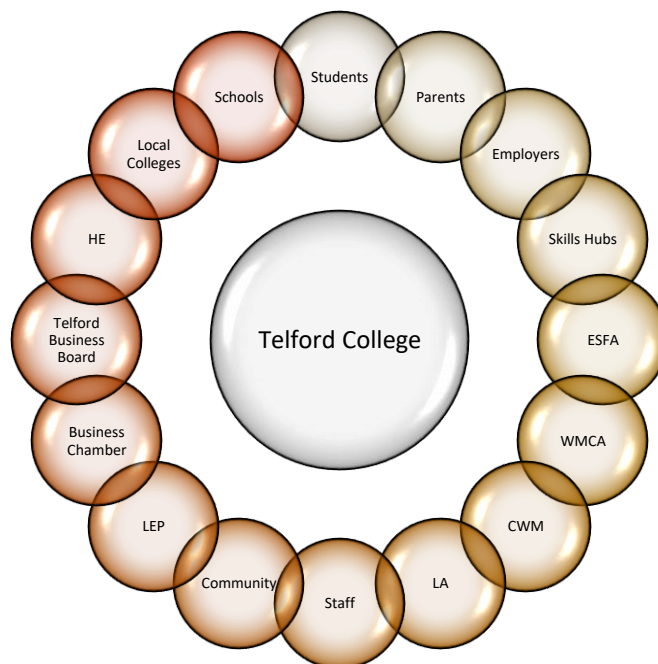 Students
Parents
Employers
Skills Hubs
ESFA
WMCA
CWM
LA
Staff
Community
LEP
Business
Chamber
Telford
Business
Board
HE
Local
Colleges
Schools
Telford College